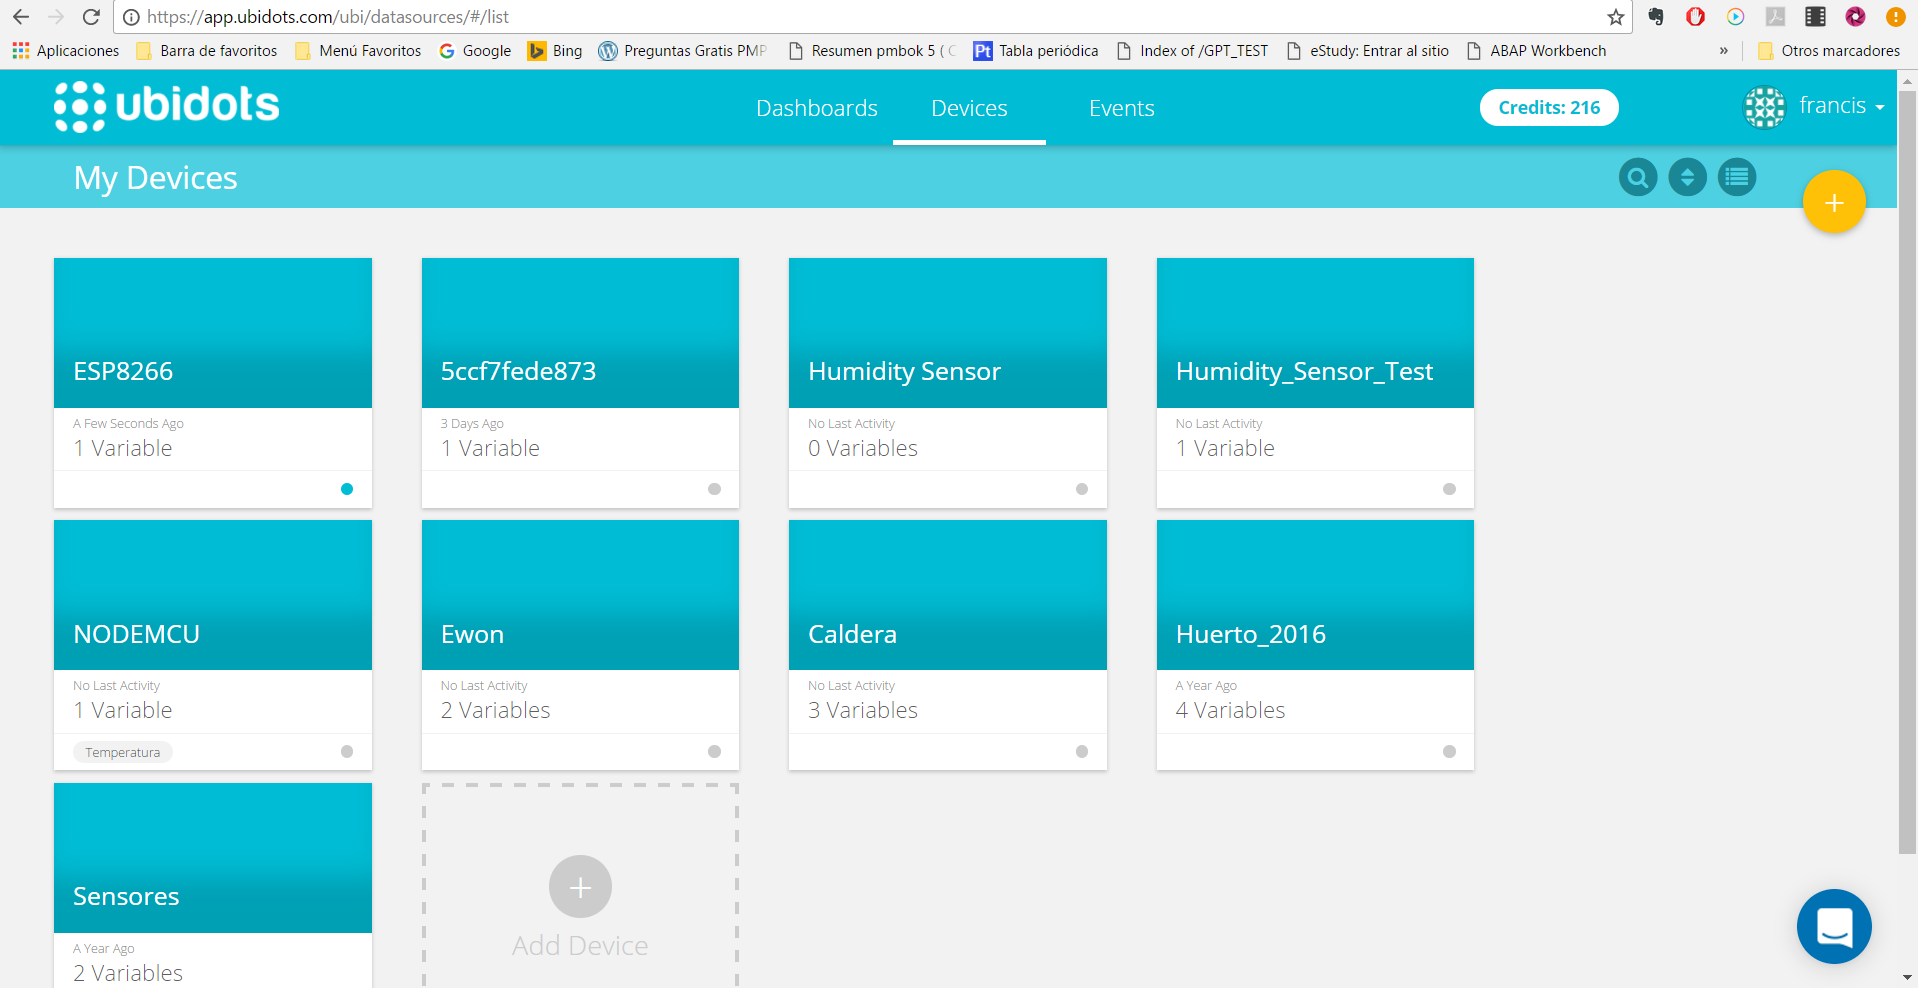 https://app.ubidots.com/ubi/datasources/#/list
Aplicaciones Barra de favoritos Menú Favoritos Google Bing Preguntas Gratis PMP Resumen pmbok 5 ( Pt Tabla periódica Index of /GPT_TEST eStudy: Entrar al sitio ABAP Workbench » Otros marcadores
ubidots Dashboards Devices Events Credits: 216 francis
My Devices
+
ESP8266
A Few Seconds Ago
1 Variable
5ccf7fede873
3 Days Ago
1 Variable
Humidity Sensor
No Last Activity
0 Variables
Humidity_Sensor_Test
No Last Activity
1 Variable
NODEMCU
No Last Activity
1 Variable
Temperatura
Ewon
No Last Activity
2 Variables
Caldera
No Last Activity
3 Variables
Huerto_2016
A Year Ago
4 Variables
Sensores
A Year Ago
2 Variables
+
Add Device